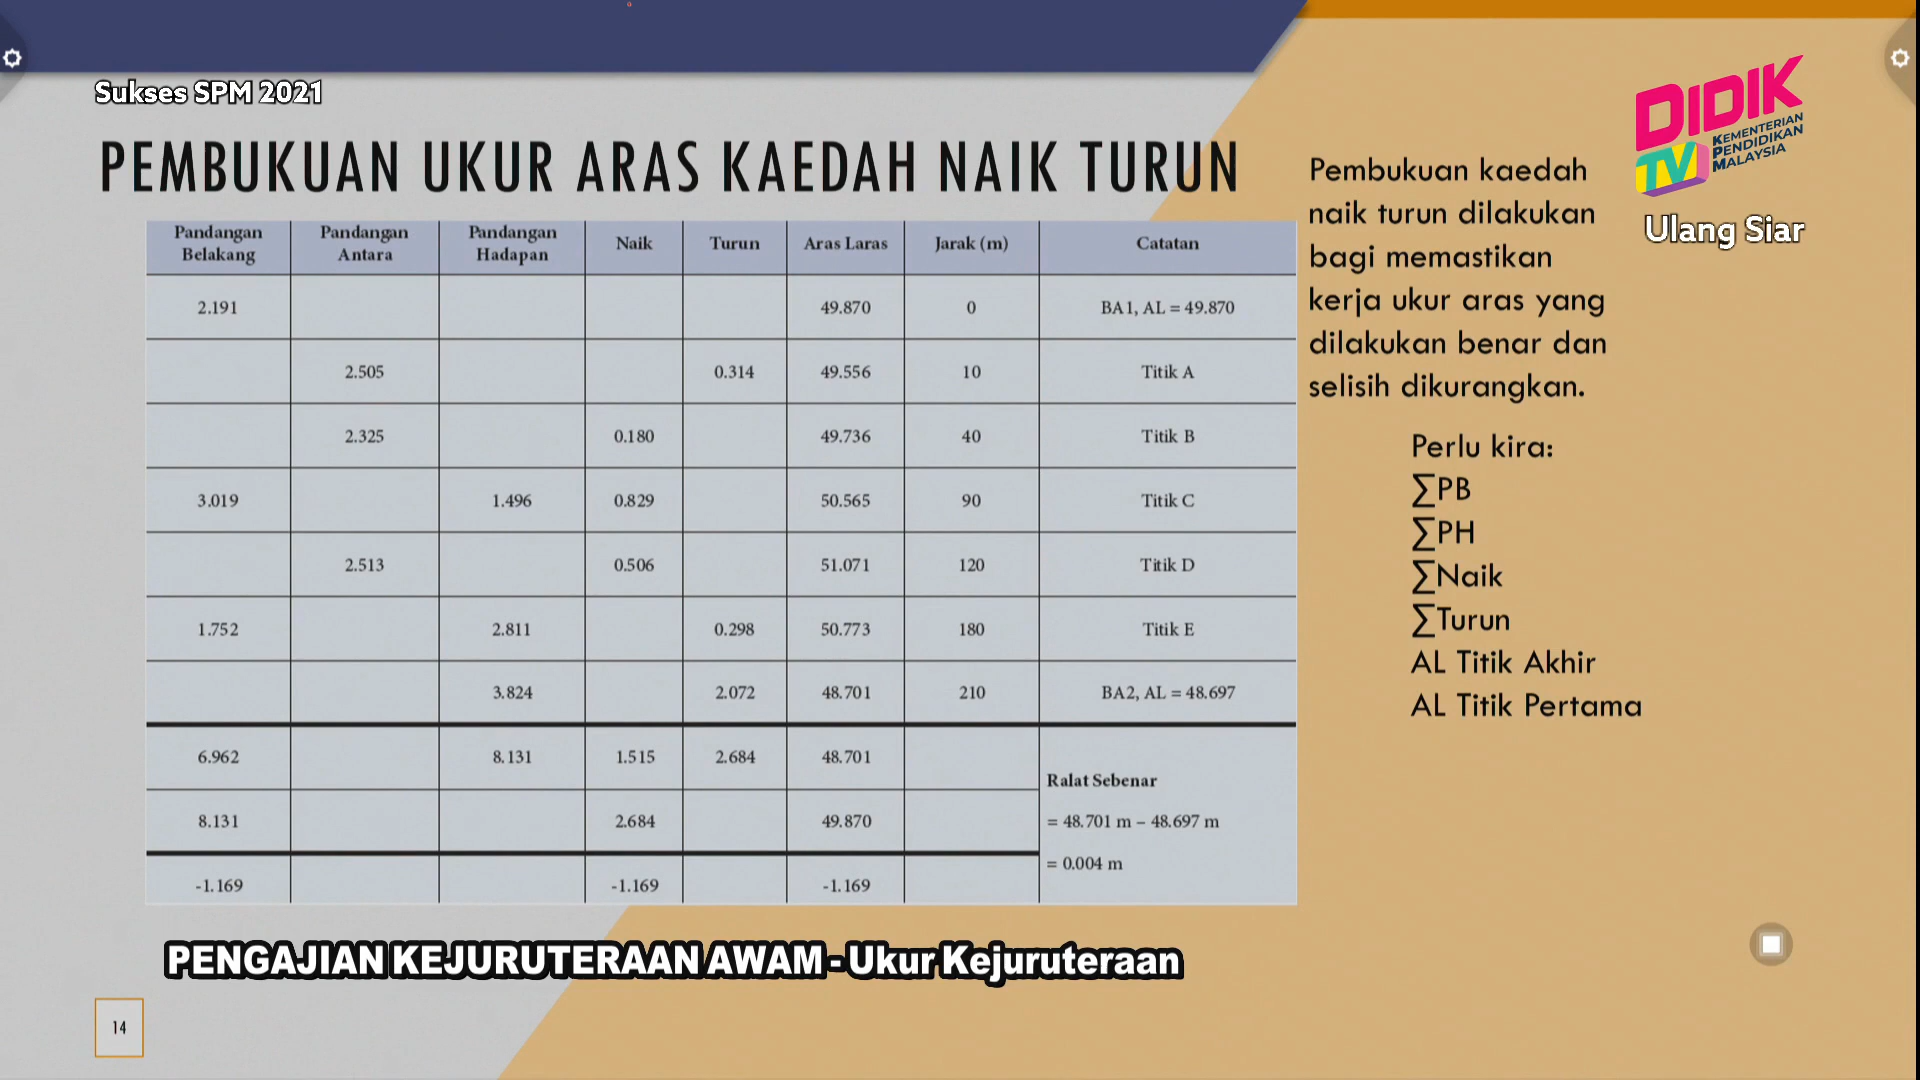 Sukses SPM 2021
PEMBUKUAN UKUR ARAS KAEDAH NAIK TURUN
DIDIK
TV
KEMENTERIAN
PENDIDIKAN
MALAYSIA
Ulang Siar
Pandangan Belakang	Pandangan Antara	Pandangan Hadapan	Naik	Turun	Aras Laras	Jarak (m)	Catatan
2.191				 	49.870	0	BA1, AL = 49.870
	2.505			0.314	49.556	10	Titik A
	2.325		0.180		49.736	40	Titik B
3.019		1.496	0.829		50.565	90	Titik C
	2.513		0.506		51.071	120	Titik D
1.752		2.811		0.298	50.773	180	Titik E
		3.824		2.072	48.701	210	BA2, AL = 48.697
6.962		8.131	1.515	2.684	48.701
8.131			2.684		49.870
-1.169			-1.169		-1.169
Ralat Sebenar
= 48.701 m – 48.697 m
= 0.004 m
Pembukuan kaedah
naik turun dilakukan
bagi memastikan
kerja ukur aras yang
dilakukan benar dan
selisih dikurangkan.
Perlu kira:
∑PB
∑PH
∑Naik
∑Turun
AL Titik Akhir
AL Titik Pertama
PENGAJIAN KEJURUTERAAN AWAM - Ukur Kejuruteraan
14